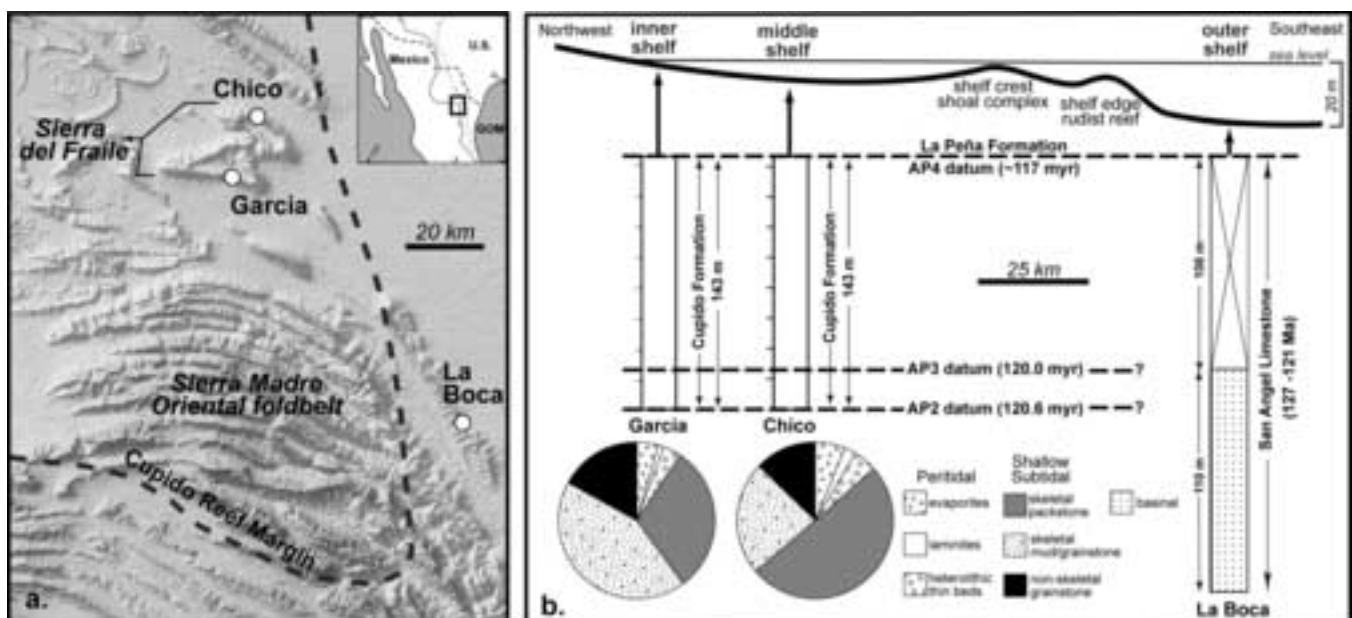 U.S.
Mexico
GOM
Chico
Sierra
del Fraile
Garcia
20 km
La
Boca
Sierra Madre
Oriental foldbelt
Cupido Reef Margin
a.
Northwest
inner
shelf
middle
shelf
outer
shelf
Southeast
sea level
20 m
shelf crest
shoal complex
shelf edge
rudist reef
La Peña Formation
AP4 datum (~117 myr)
Cupido Formation
143 m
Cupido Formation
143 m
25 km
AP3 datum (120.0 myr)
?
AP2 datum (120.6 myr)
?
110 m
San Angel Limestone
(127 -121 Ma)
Garcia
Chico
Peritidal
Shallow
Subtidal
evaporites
skeletal
packstone
basinal
laminites
skeletal
mud/grainstone
heterolithic
thin beds
non-skeletal
grainstone
La Boca
b.